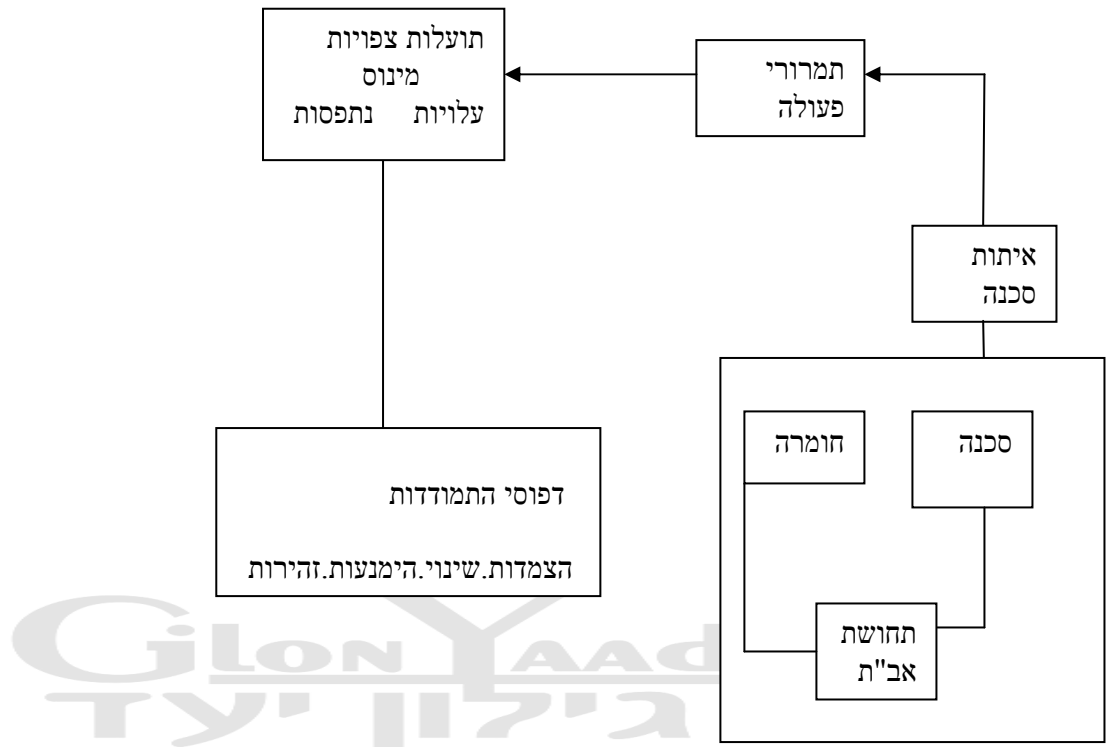 תועלות צפויות
מינוס
עלויות נתפסות
תמרורי
פעולה
איתות
סכנה
חומרה
סכנה
תחושת
אב"ת
דפוסי התמודדות
הצמדות.שינוי.הימנעות.זהירות
GILON YAAD
גילון יעד